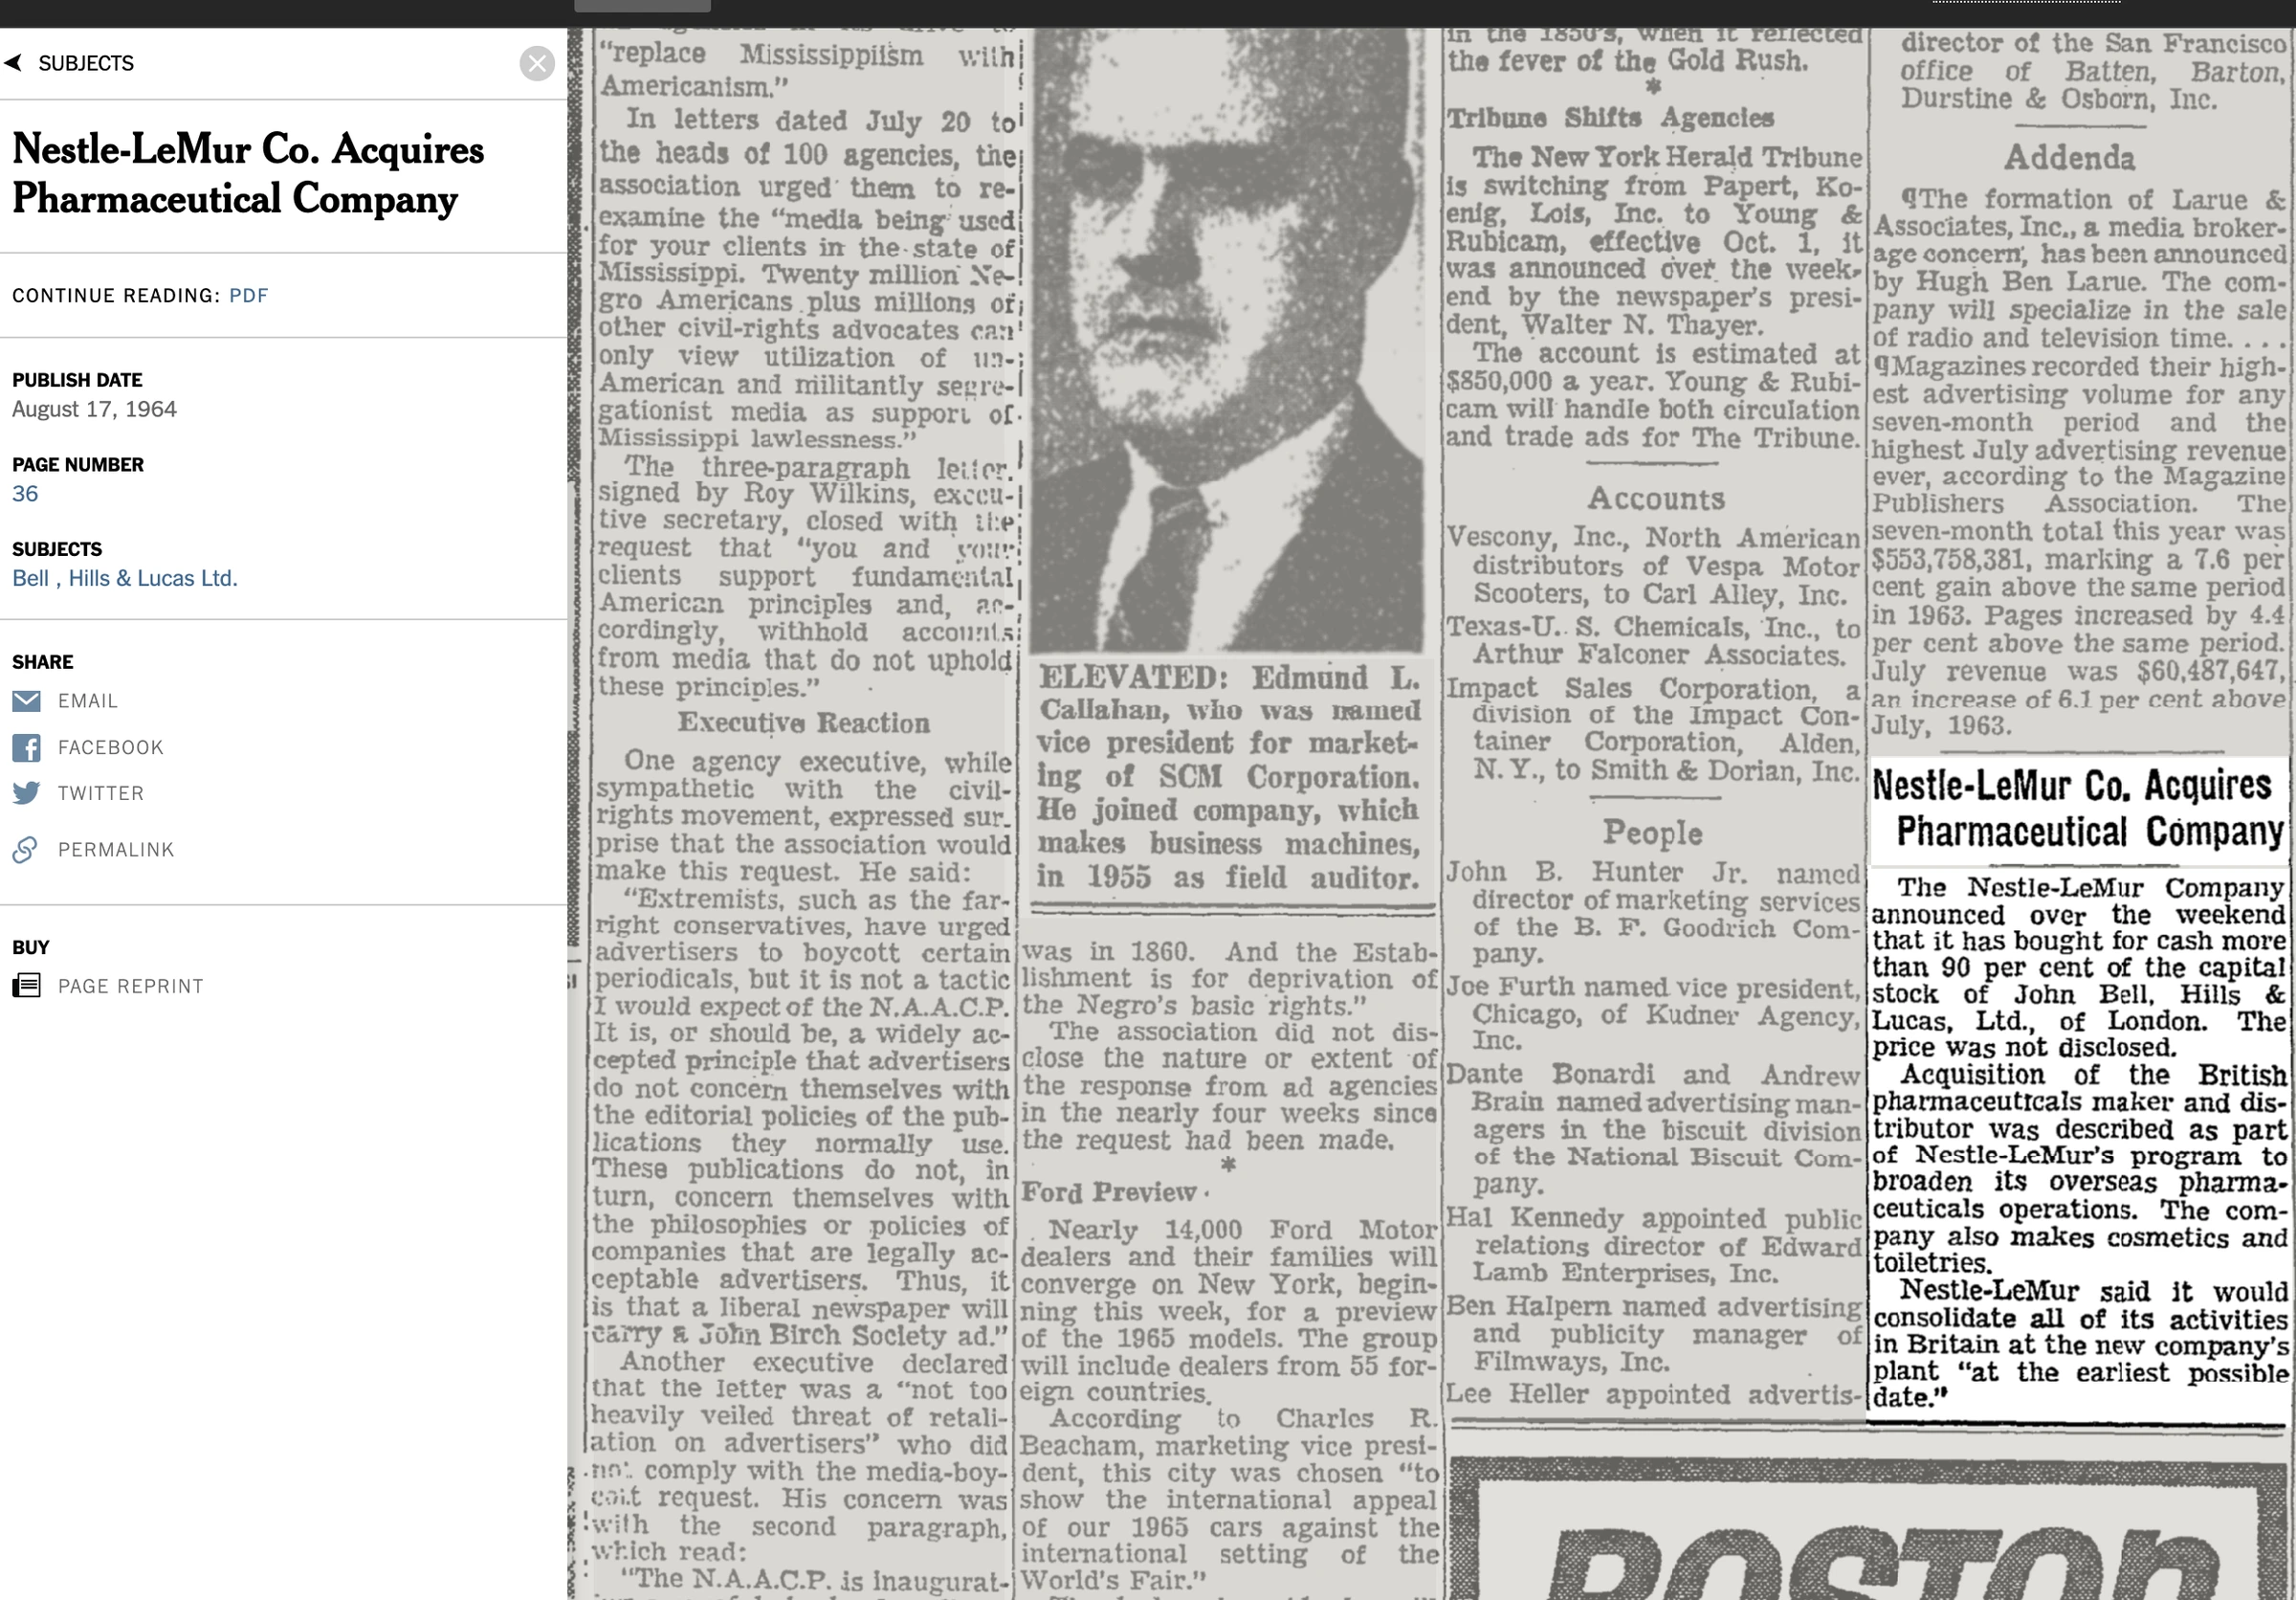 SUBJECTS
Nestle-LeMur Co. Acquires
Pharmaceutical Company
CONTINUE READING: PDF
PUBLISH DATE
August 17, 1964
PAGE NUMBER
36
SUBJECTS
Bell , Hills & Lucas Ltd.
SHARE
EMAIL
FACEBOOK
TWITTER
PERMALINK
BUY
PAGE REPRINT
“replace Mississippiism with
Americanism.”
In letters dated July 20 to
the heads of 100 agencies, the
association urged them to re-
examine the “media being used
for your clients in the state of
Mississippi. Twenty million Ne-
gro Americans plus millions of
other civil-rights advocates can
only view utilization of un-
American and militantly segre-
gationist media as support of
Mississippi lawlessness.”
The three-paragraph letter,
signed by Roy Wilkins, execu-
tive secretary, closed with the
request that “you and your
clients support fundamental
American principles and, ac-
cordingly, withhold accounts
from media that do not uphold
these principles.”
Executive Reaction
One agency executive, while
sympathetic with the civil-
rights movement, expressed sur-
prise that the association would
make this request. He said:
“Extremists, such as the far-
right conservatives, have urged
advertisers to boycott certain
periodicals, but it is not a tactic
I would expect of the N.A.A.C.P.
It is, or should be, a widely ac-
cepted principle that advertisers
do not concern themselves with
the editorial policies of the pub-
lications they normally use.
These publications do not, in
turn, concern themselves with
the philosophies or policies of
companies that are legally ac-
ceptable advertisers. Thus, it
is that a liberal newspaper will
carry a John Birch Society ad.”
Another executive declared
that the letter was a “not too
heavily veiled threat of retali-
ation on advertisers” who did
not comply with the media-boy-
cott request. His concern was
with the second paragraph,
which read:
“The N.A.A.C.P. is inaugurat-
ELEVATED: Edmund L.
Callahan, who was named
vice president for market-
ing of SCM Corporation.
He joined company, which
makes business machines,
in 1955 as field auditor.
was in 1860. And the Estab-
lishment is for deprivation of
the Negro’s basic rights.”
The association did not dis-
close the nature or extent of
the response from ad agencies
in the nearly four weeks since
the request had been made.
*
Ford Preview
Nearly 14,000 Ford Motor
dealers and their families will
converge on New York, begin-
ning this week, for a preview
of the 1965 models. The group
will include dealers from 55 for-
eign countries.
According to Charles R.
Beacham, marketing vice presi-
dent, this city was chosen “to
show the international appeal
of our 1965 cars against the
international setting of the
World’s Fair.”
in the 1850’s, when it reflected
the fever of the Gold Rush.
*
Tribune Shifts Agencies
The New York Herald Tribune
is switching from Papert, Ko-
enig, Lois, Inc. to Young &
Rubicam, effective Oct. 1, it
was announced over the week-
end by the newspaper’s presi-
dent, Walter N. Thayer.
The account is estimated at
$850,000 a year. Young & Rubi-
cam will handle both circulation
and trade ads for The Tribune.
Accounts
Vescony, Inc., North American
distributors of Vespa Motor
Scooters, to Carl Alley, Inc.
Texas-U. S. Chemicals, Inc., to
Arthur Falconer Associates.
Impact Sales Corporation, a
division of the Impact Con-
tainer Corporation, Alden,
N. Y., to Smith & Dorian, Inc.
People
John B. Hunter Jr. named
director of marketing services
of the B. F. Goodrich Com-
pany.
Joe Furth named vice president,
Chicago, of Kudner Agency,
Inc.
Dante Bonardi and Andrew
Brain named advertising man-
agers in the biscuit division
of the National Biscuit Com-
pany.
Hal Kennedy appointed public
relations director of Edward
Lamb Enterprises, Inc.
Ben Halpern named advertising
and publicity manager of
Filmways, Inc.
Lee Heller appointed advertis-
director of the San Francisco
office of Batten, Barton,
Durstine & Osborn, Inc.
Addenda
¶The formation of Larue &
Associates, Inc., a media broker-
age concern, has been announced
by Hugh Ben Larue. The com-
pany will specialize in the sale
of radio and television time. . . .
¶Magazines recorded their high-
est advertising volume for any
seven-month period and the
highest July advertising revenue
ever, according to the Magazine
Publishers Association. The
seven-month total this year was
$553,758,381, marking a 7.6 per
cent gain above the same period
in 1963. Pages increased by 4.4
per cent above the same period.
July revenue was $60,487,647,
an increase of 6.1 per cent above
July, 1963.
Nestle-LeMur Co. Acquires
Pharmaceutical Company
The Nestle-LeMur Company
announced over the weekend
that it has bought for cash more
than 90 per cent of the capital
stock of John Bell, Hills &
Lucas, Ltd., of London. The
price was not disclosed.
Acquisition of the British
pharmaceuticals maker and dis-
tributor was described as part
of Nestle-LeMur’s program to
broaden its overseas pharma-
ceuticals operations. The com-
pany also makes cosmetics and
toiletries.
Nestle-LeMur said it would
consolidate all of its activities
in Britain at the new company’s
plant “at the earliest possible
date.”
BOSTON